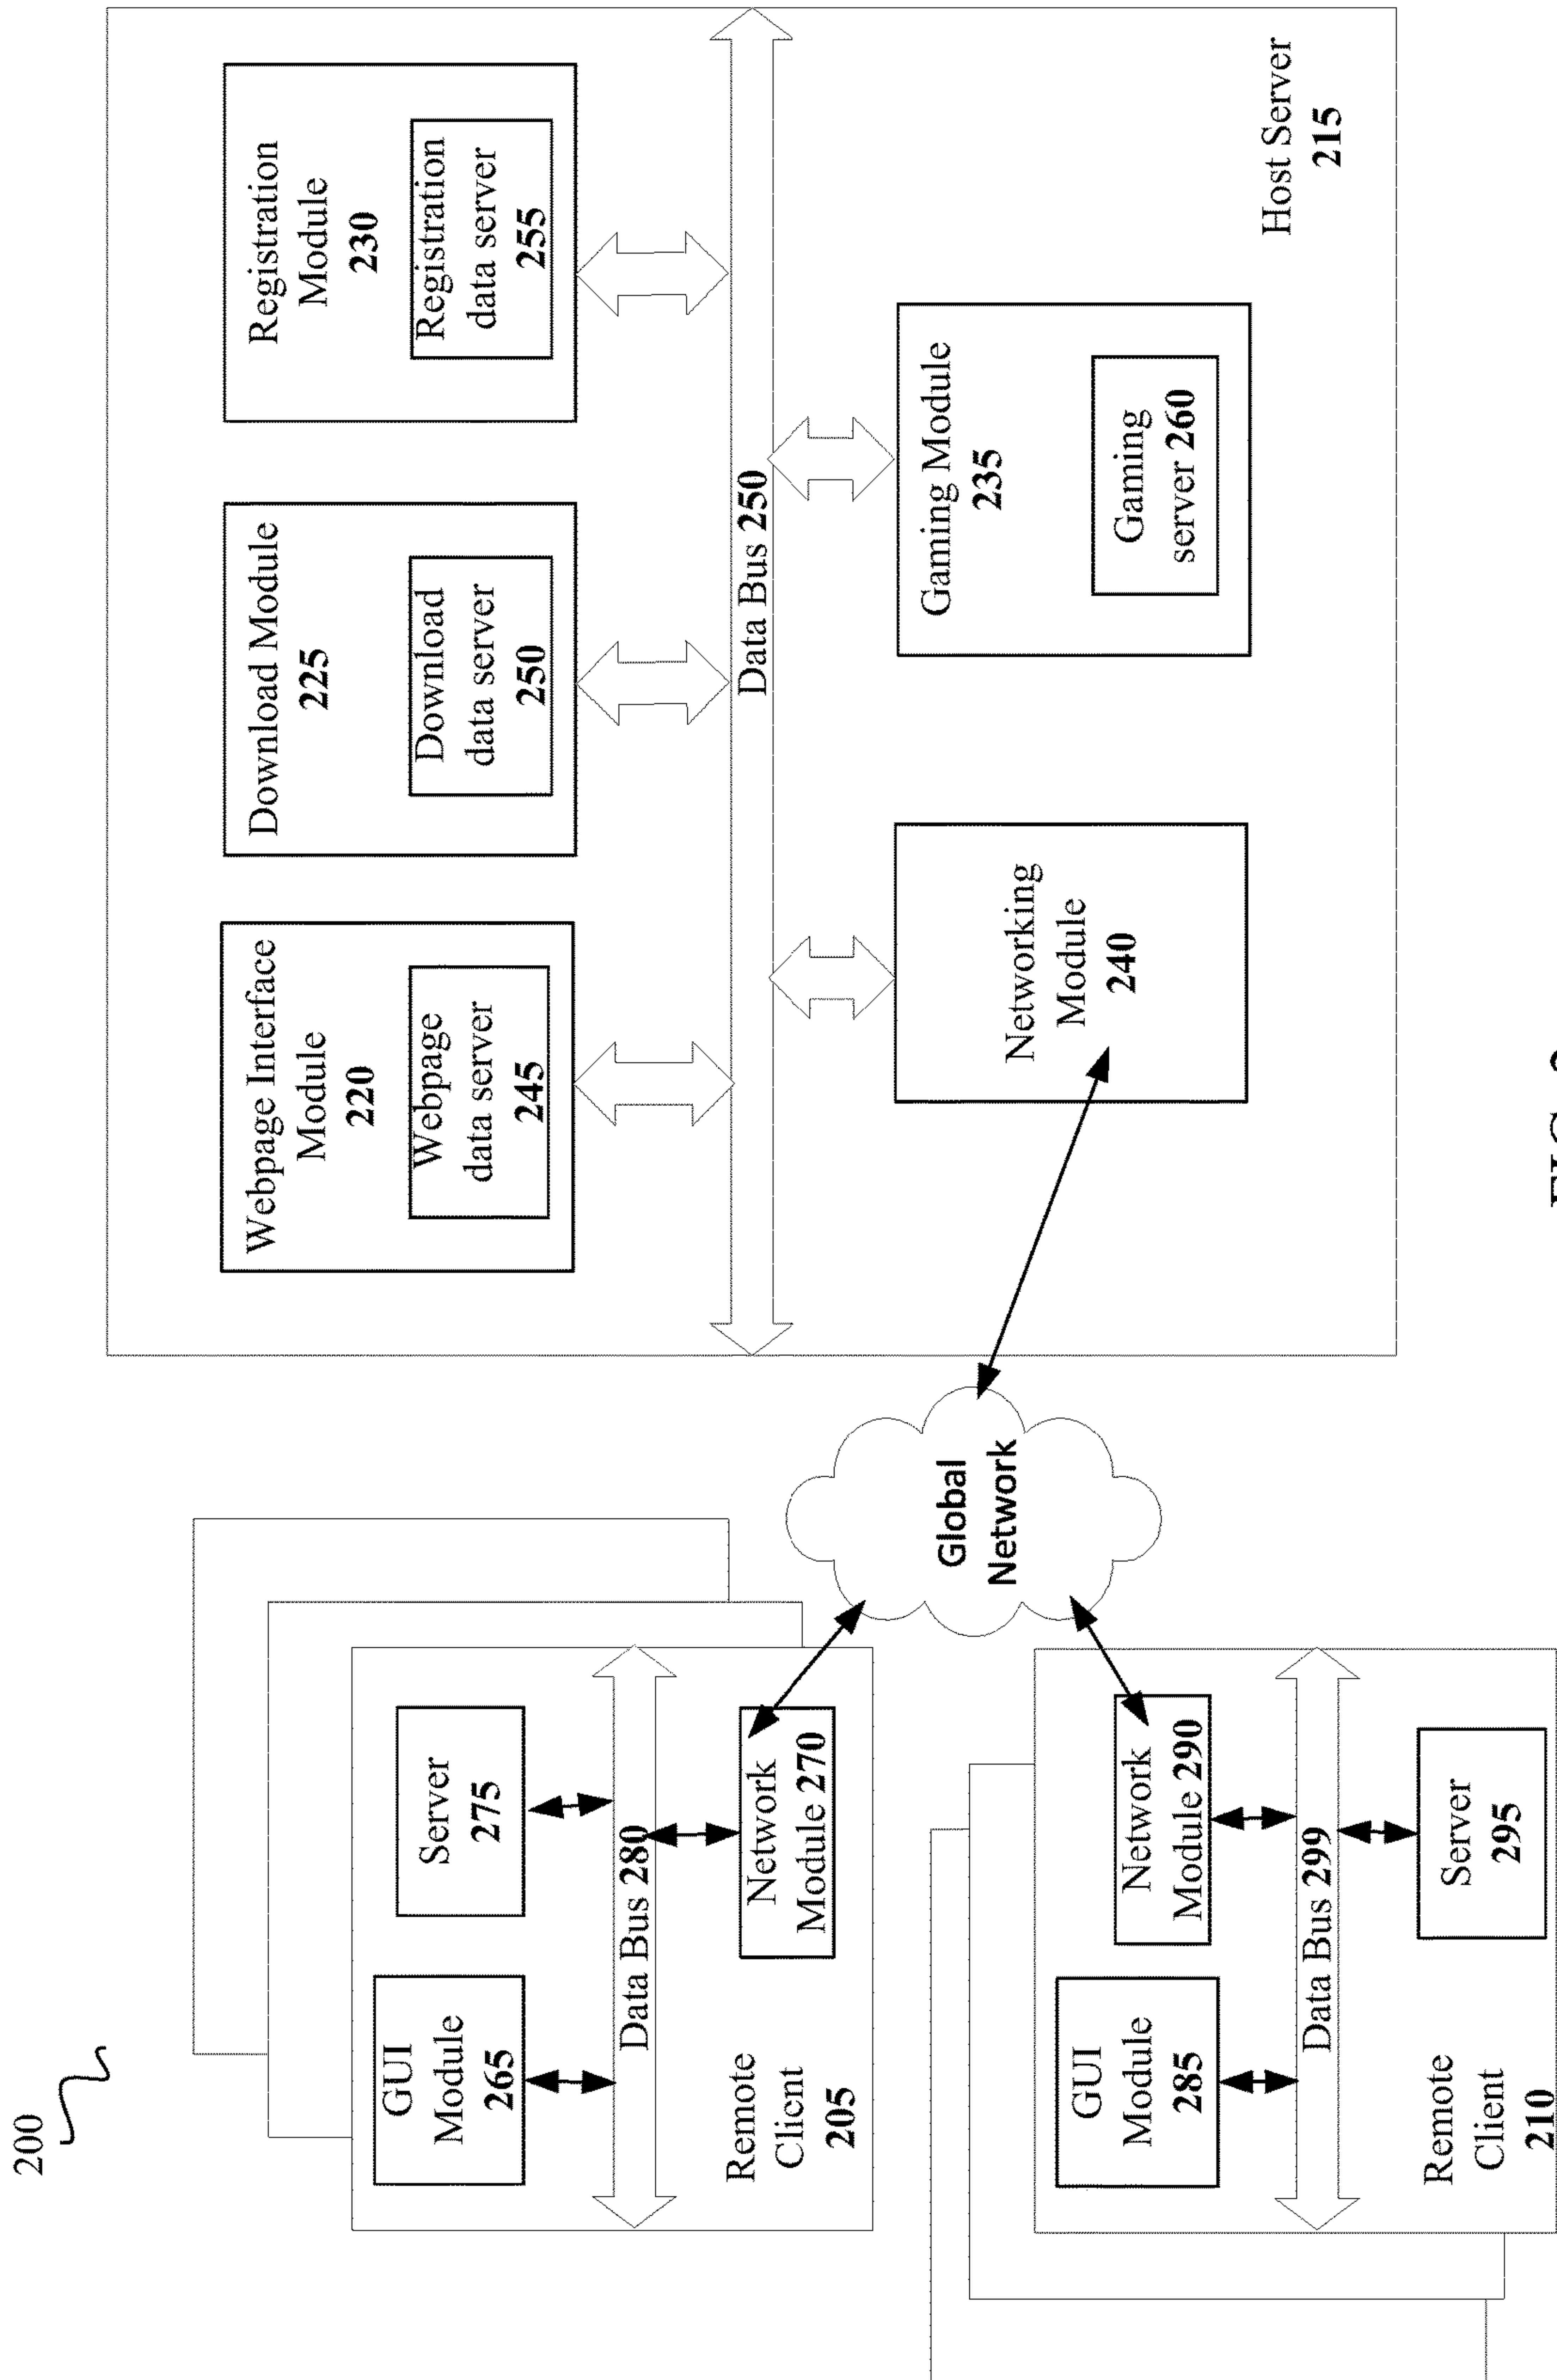 200
GUI
Module
265
Server
275
Data Bus 280
Remote
Client
205
Network
Module 270
GUI
Module
285
Network
Module 290
Data Bus 299
Remote
Client
210
Server
295
Global
Network
Webpage Interface
Module
220
Webpage
data server
245
Download Module
225
Download
data server
250
Registration
Module
230
Registration
data server
255
Data Bus 250
Networking
Module
240
Gaming Module
235
Gaming
server 260
Host Server
215